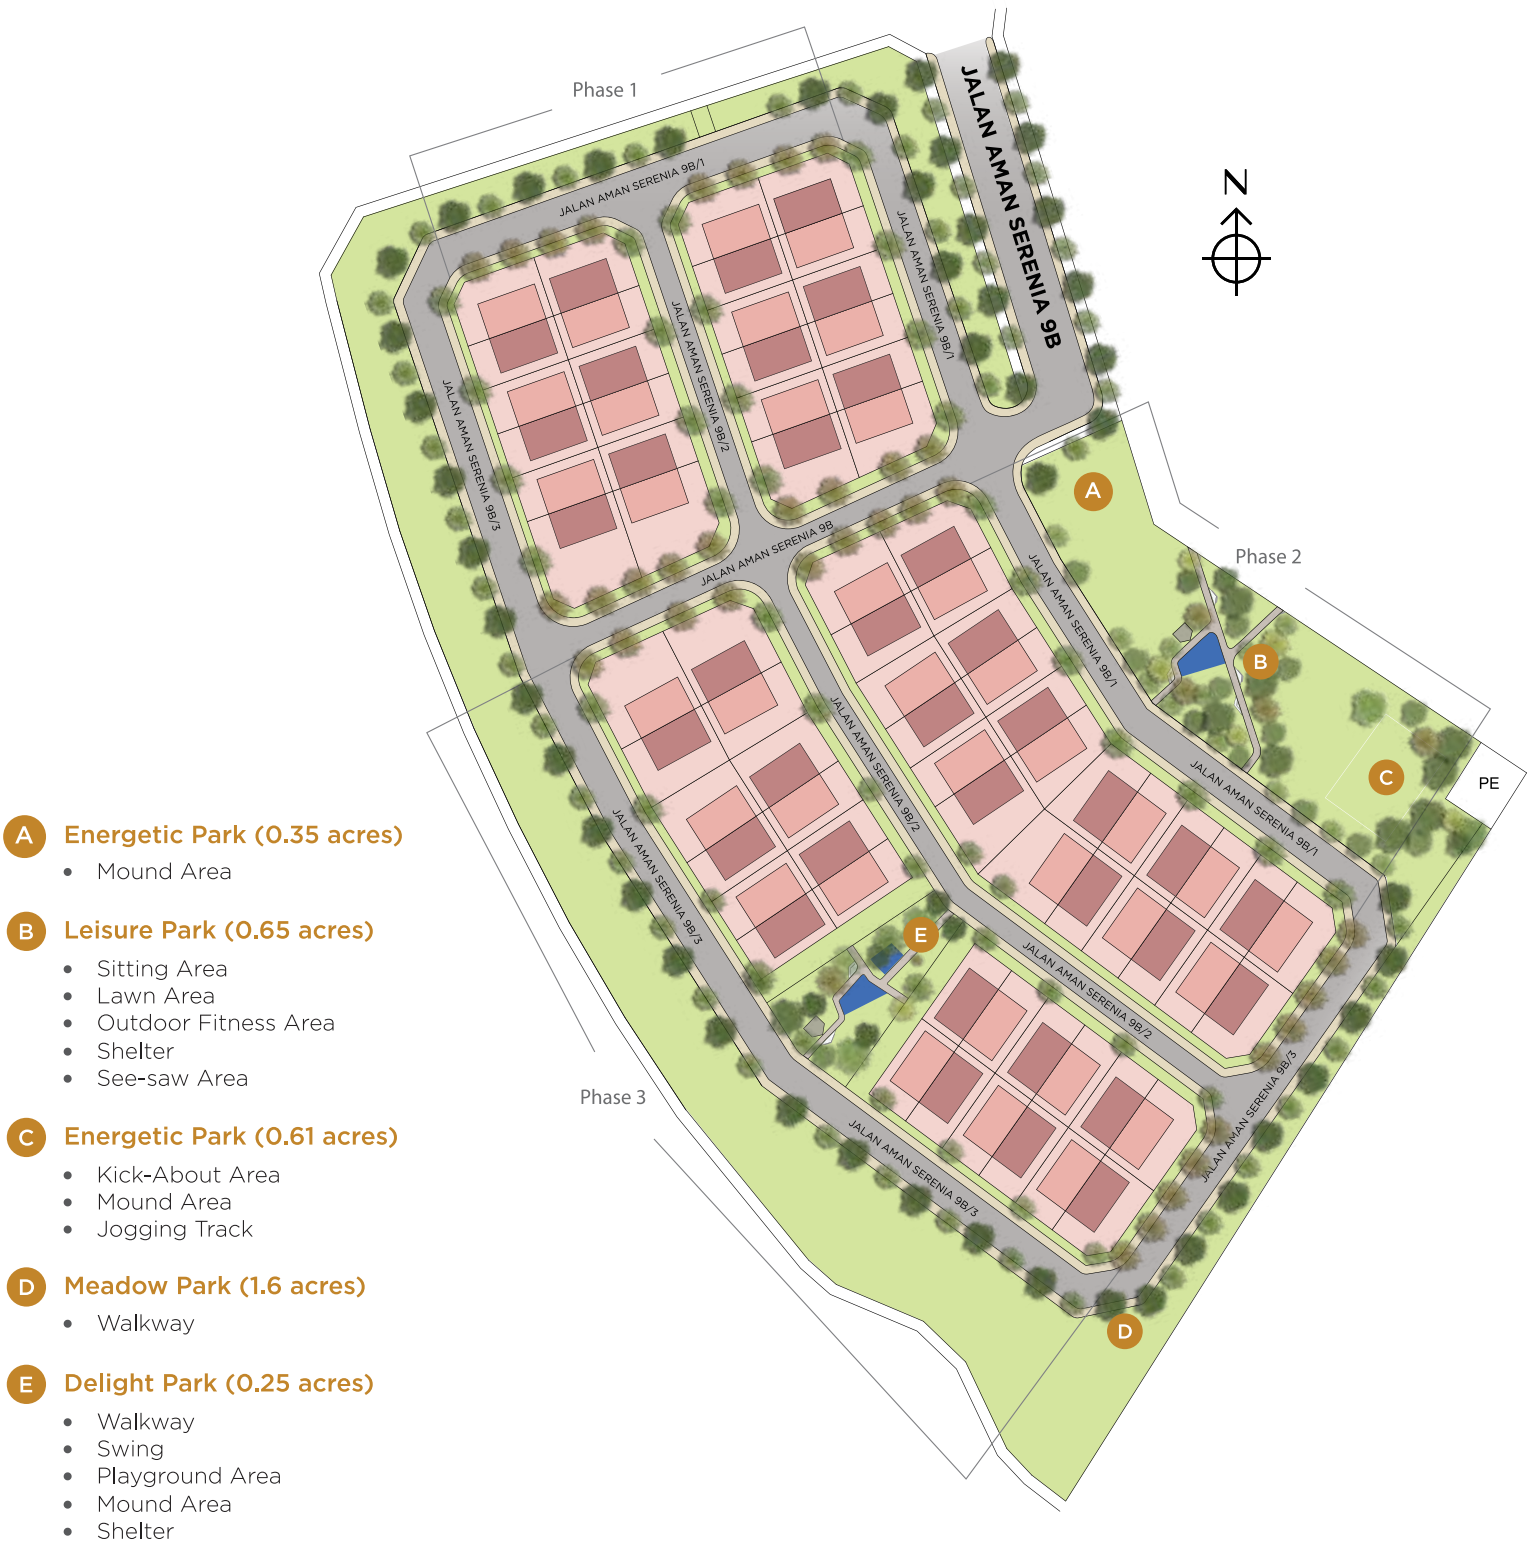 Phase 1
JALAN AMAN SERENIA 9B
JALAN AMAN SERENIA 9B/1
N
JALAN AMAN SERENIA 9B/1
JALAN AMAN SERENIA 9B/2
JALAN AMAN SERENIA 9B/3
A
JALAN AMAN SERENIA 9B
Phase 2
JALAN AMAN SERENIA 9B/1
B
JALAN AMAN SERENIA 9B/2
C
PE
JALAN AMAN SERENIA 9B/1
JALAN AMAN SERENIA 9B/3
E
JALAN AMAN SERENIA 9B/2
Phase 3
JALAN AMAN SERENIA 9B/3
JALAN AMAN SERENIA 9B/3
D
A Energetic Park (0.35 acres)
• Mound Area
B Leisure Park (0.65 acres)
• Sitting Area
• Lawn Area
• Outdoor Fitness Area
• Shelter
• See-saw Area
C Energetic Park (0.61 acres)
• Kick-About Area
• Mound Area
• Jogging Track
D Meadow Park (1.6 acres)
• Walkway
E Delight Park (0.25 acres)
• Walkway
• Swing
• Playground Area
• Mound Area
• Shelter